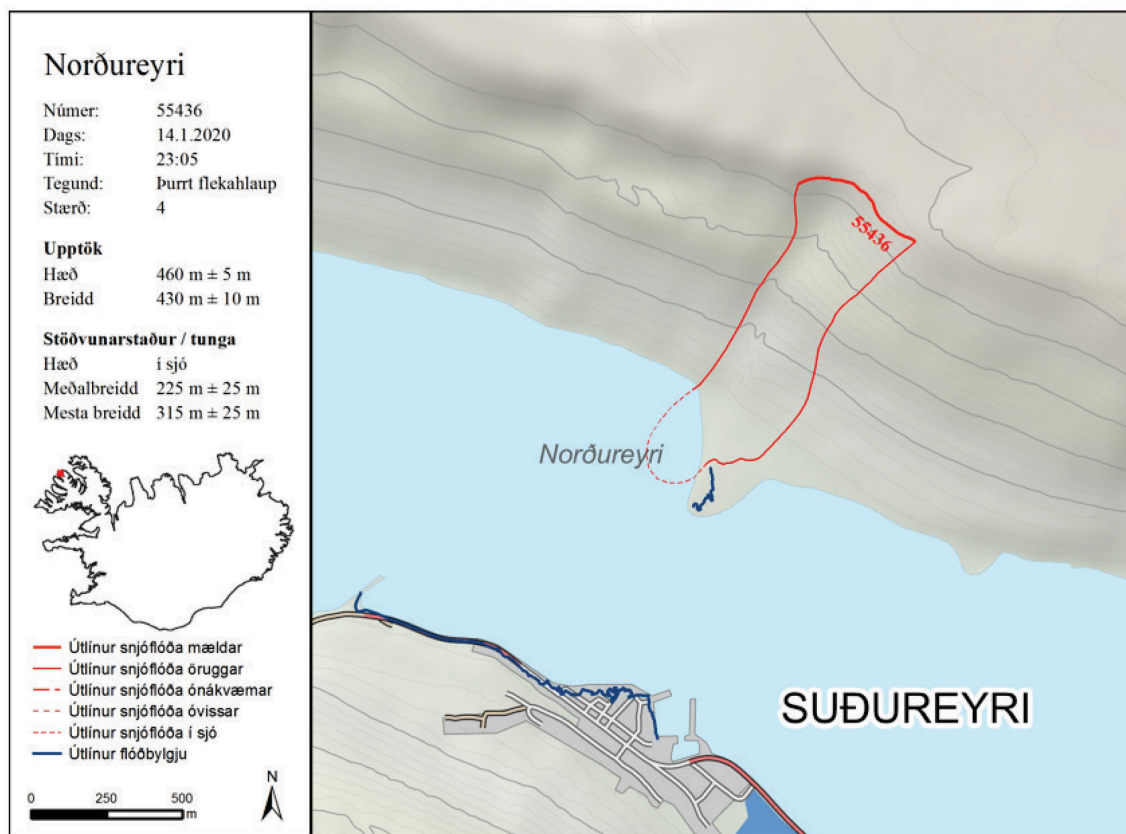 Norðureyri
Númer: 55436
Dags: 14.1.2020
Tími: 23:05
Tegund: Þurrt flekahlaup
Stærð: 4
Upptök
Hæð 460 m ± 5 m
Breidd 430 m ± 10 m
Stöðvunarstaður / tunga
Hæð í sjó
Meðalbreidd 225 m ± 25 m
Mesta breidd 315 m ± 25 m
Útlínur snjóflóða mældar
Útlínur snjóflóða öruggar
Útlínur snjóflóða ónákvæmar
Útlínur snjóflóða óvissar
Útlínur snjóflóða í sjó
Útlínur flóðbylgju
N
0 250 500
m
55436
Norðureyri
SUÐUREYRI